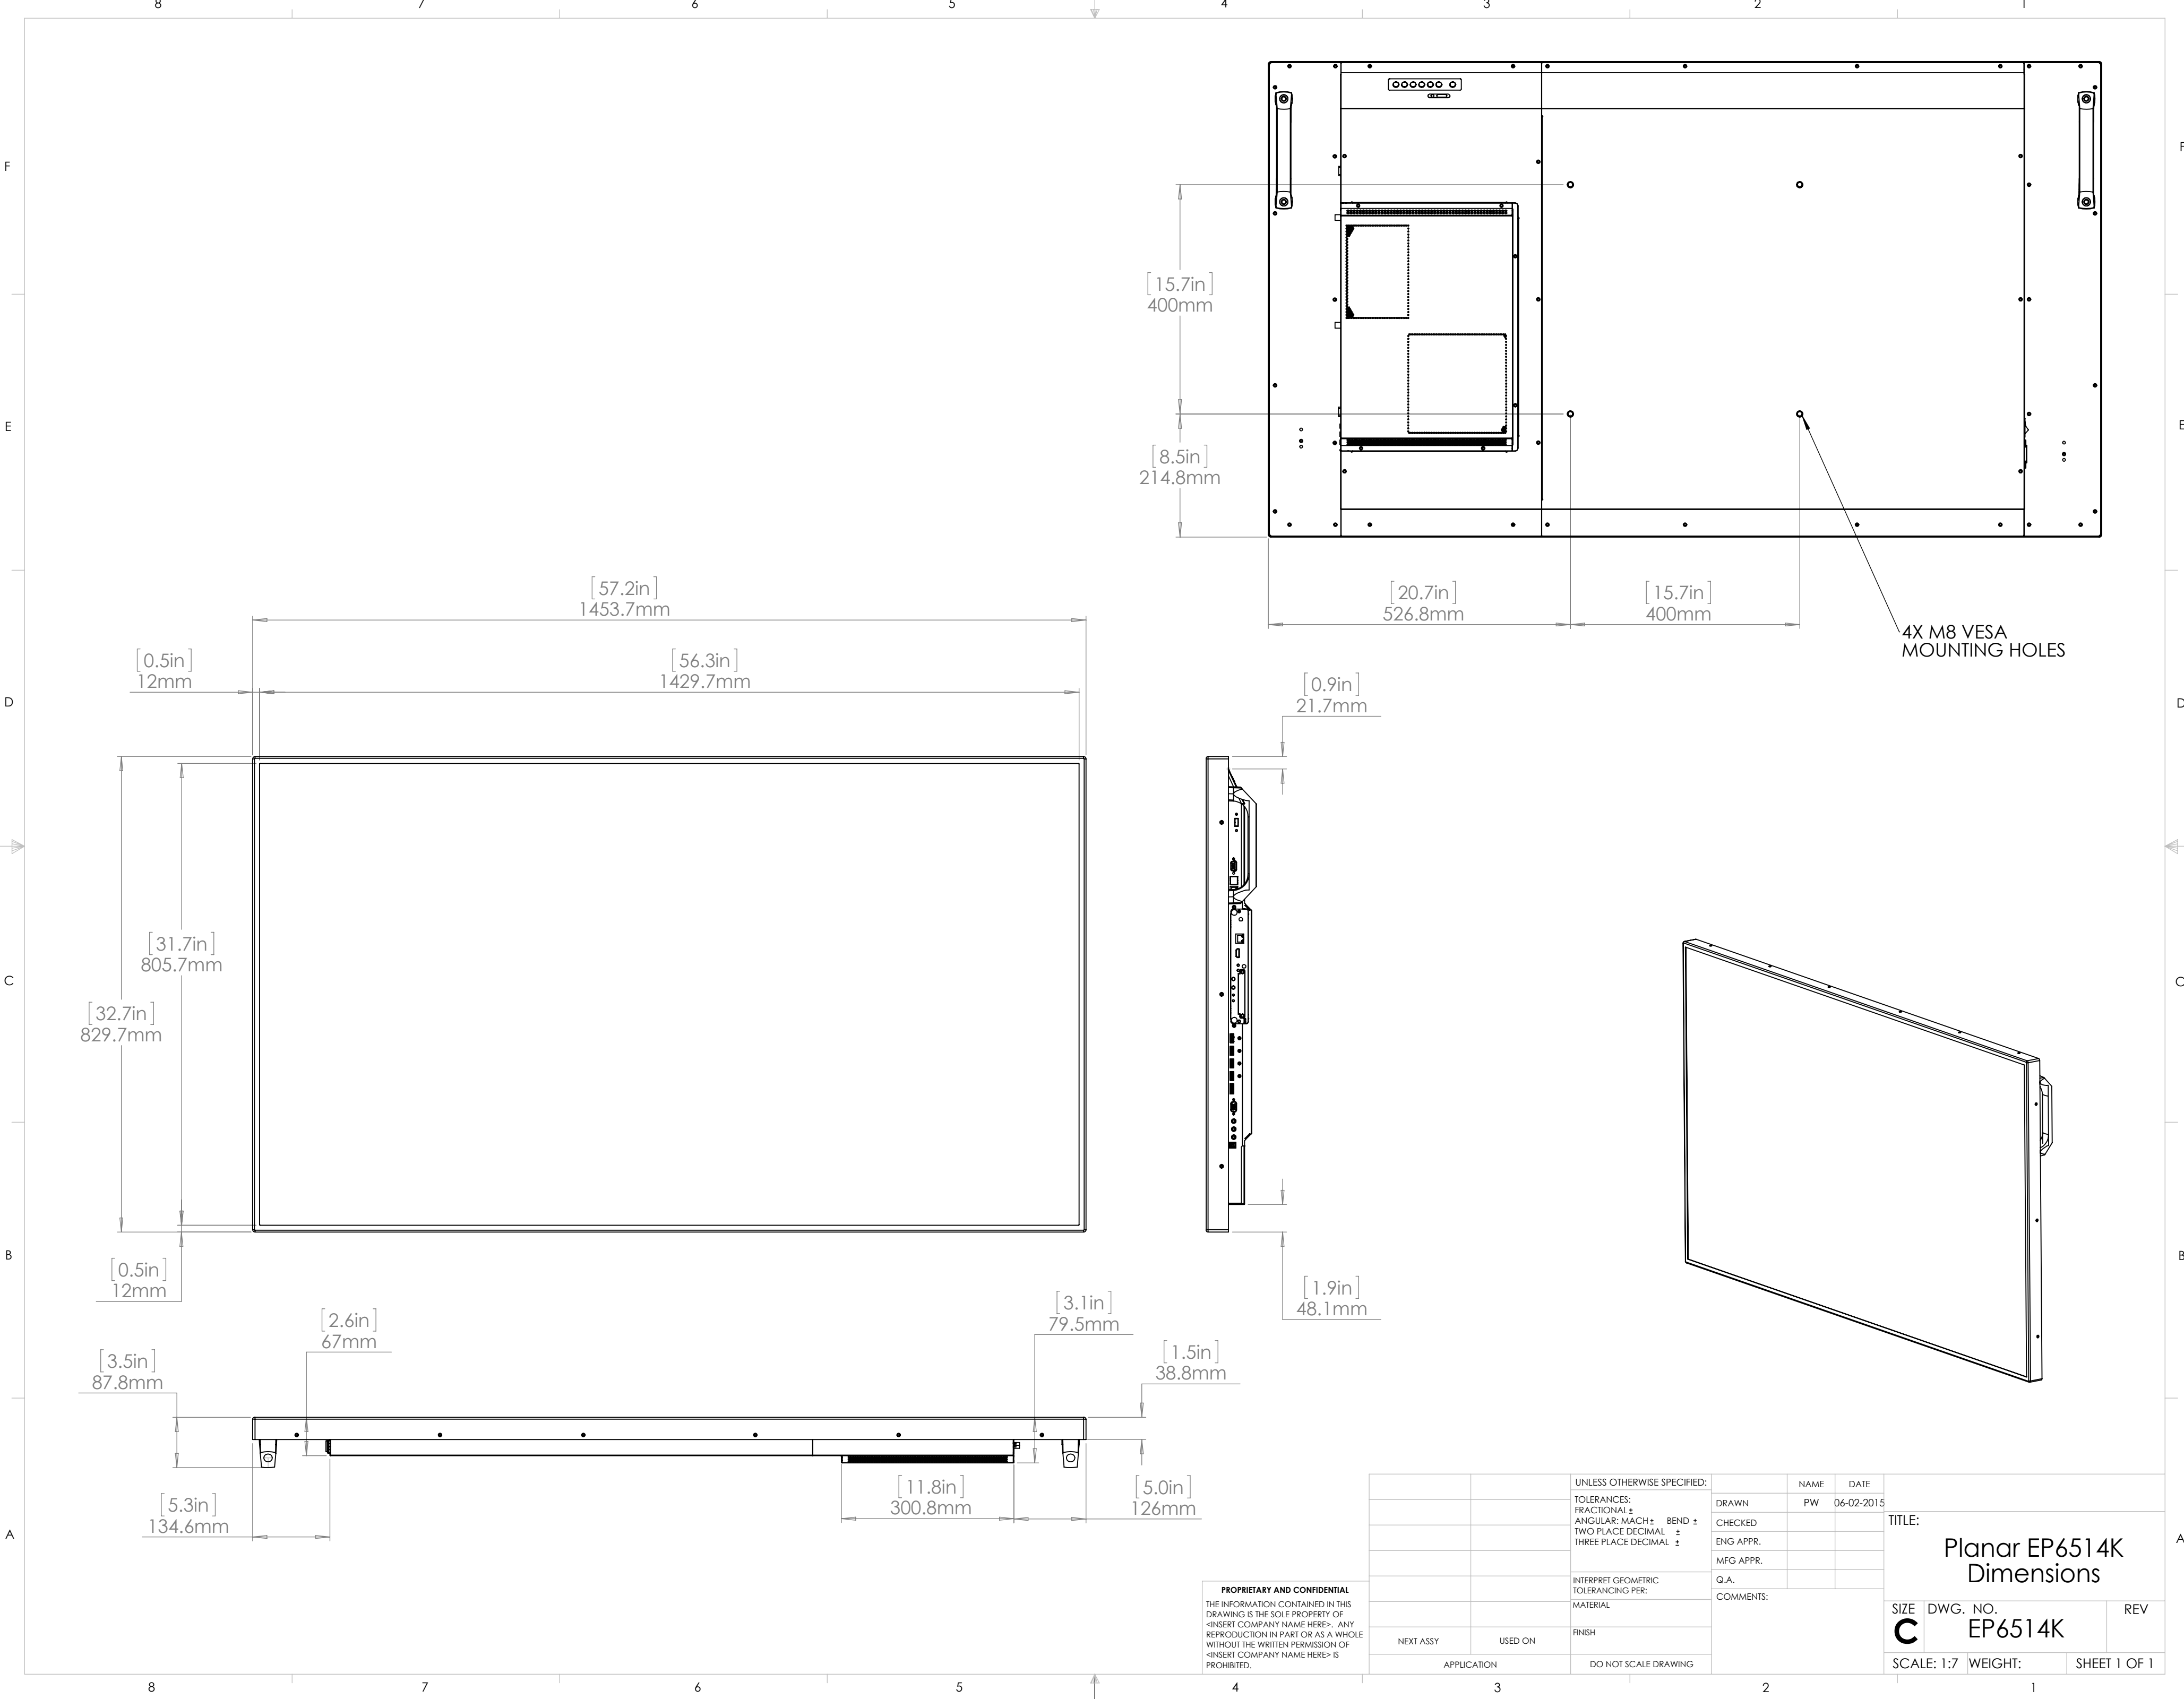 8 7 6 5 4 3 2 1
F F
E E
D D
C C
B B
A A
[15.7in]
400mm
[8.5in]
214.8mm
[20.7in]
526.8mm
[15.7in]
400mm
4X M8 VESA
MOUNTING HOLES
[57.2in]
1453.7mm
[0.5in]
12mm
[56.3in]
1429.7mm
[0.9in]
21.7mm
[31.7in]
805.7mm
[32.7in]
829.7mm
[0.5in]
12mm
[1.9in]
48.1mm
[2.6in]
67mm
[3.1in]
79.5mm
[3.5in]
87.8mm
[1.5in]
38.8mm
[5.3in]
134.6mm
[11.8in]
300.8mm
[5.0in]
126mm
PROPRIETARY AND CONFIDENTIAL
THE INFORMATION CONTAINED IN THIS
DRAWING IS THE SOLE PROPERTY OF
<INSERT COMPANY NAME HERE>. ANY
REPRODUCTION IN PART OR AS A WHOLE
WITHOUT THE WRITTEN PERMISSION OF
<INSERT COMPANY NAME HERE> IS
PROHIBITED.
NEXT ASSY USED ON
APPLICATION
UNLESS OTHERWISE SPECIFIED:
TOLERANCES:
FRACTIONAL ±
ANGULAR: MACH ± BEND ±
TWO PLACE DECIMAL ±
THREE PLACE DECIMAL ±
INTERPRET GEOMETRIC
TOLERANCING PER:
MATERIAL
FINISH
DO NOT SCALE DRAWING
NAME DATE
DRAWN PW 06-02-2015
CHECKED
ENG APPR.
MFG APPR.
Q.A.
COMMENTS:
TITLE:
Planar EP6514K
Dimensions
SIZE DWG. NO. REV
C EP6514K
SCALE: 1:7 WEIGHT: SHEET 1 OF 1
8 7 6 5 4 3 2 1